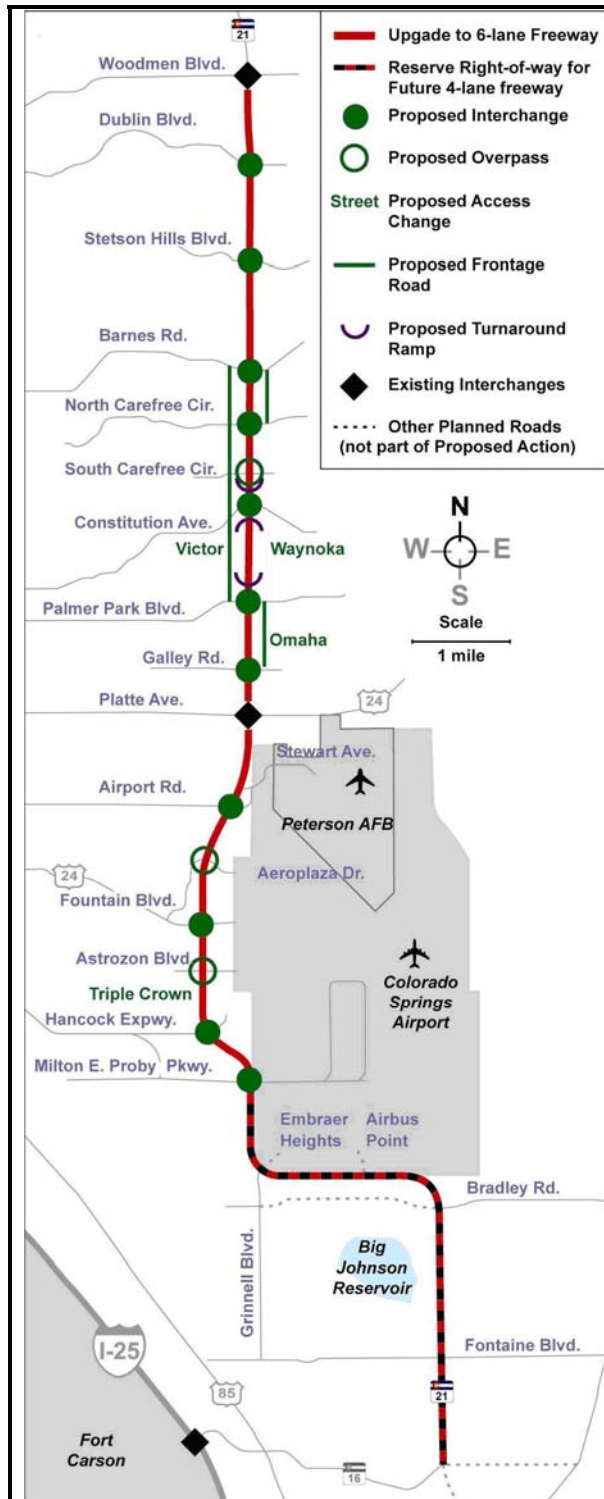 21
Woodmen Blvd.
Dublin Blvd.
Stetson Hills Blvd.
Barnes Rd.
North Carefree Cir.
South Carefree Cir.
Constitution Ave.
Victor
Waynoka
Palmer Park Blvd.
Omaha
Galley Rd.
Platte Ave.
24
Stewart Ave.
Airport Rd.
Peterson AFB
24
Aeroplaza Dr.
Fountain Blvd.
Astrozon Blvd
Colorado
Springs
Airport
Triple Crown
Hancock Expwy.
Milton E. Proby Pkwy.
Embraer
Heights
Airbus
Point
Bradley Rd.
Big
Johnson
Reservoir
Grinnell Blvd.
I-25
Fontaine Blvd.
85
21
Fort
Carson
16
Upgade to 6-lane Freeway
Reserve Right-of-way for
Future 4-lane freeway
Proposed Interchange
Proposed Overpass
Street Proposed Access
Change
Proposed Frontage
Road
Proposed Turnaround
Ramp
Existing Interchanges
Other Planned Roads
(not part of Proposed Action)
N
W E
S
Scale
1 mile